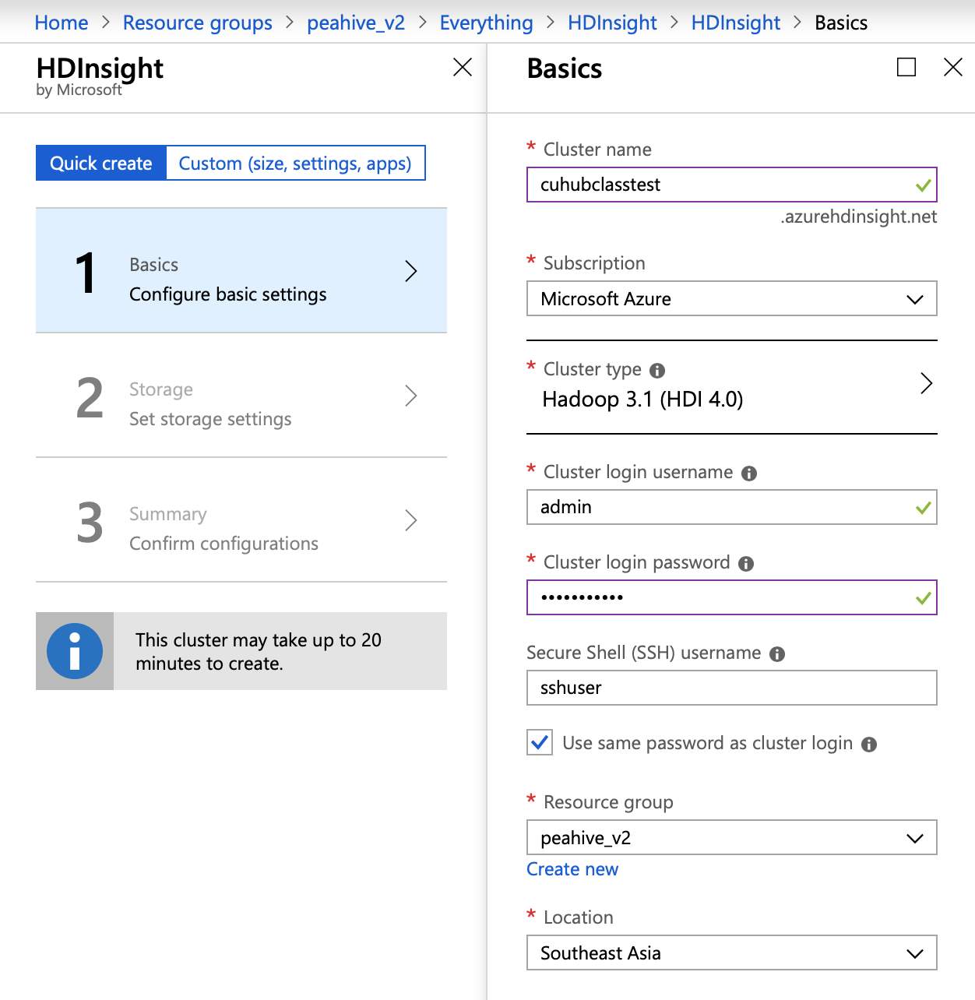 Home > Resource groups > peahive_v2 > Everything > HDInsight > HDInsight > Basics
HDInsight
by Microsoft
Quick create
Custom (size, settings, apps)
1
Basics
Configure basic settings
2
Storage
Set storage settings
3
Summary
Confirm configurations
This cluster may take up to 20
minutes to create.
Basics
* Cluster name
cuhubclasstest
.azurehdinsight.net
* Subscription
Microsoft Azure
* Cluster type
Hadoop 3.1 (HDI 4.0)
* Cluster login username
admin
* Cluster login password
•••••••••••
Secure Shell (SSH) username
sshuser
Use same password as cluster login
* Resource group
peahive_v2
Create new
* Location
Southeast Asia